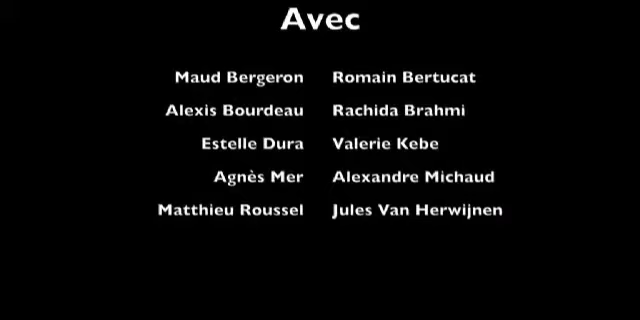 Avec
Maud Bergeron Romain Bertucat
Alexis Bourdeau Rachida Brahmi
Estelle Dura Valerie Kebe
Agnès Mer Alexandre Michaud
Matthieu Roussel Jules Van Herwijnen